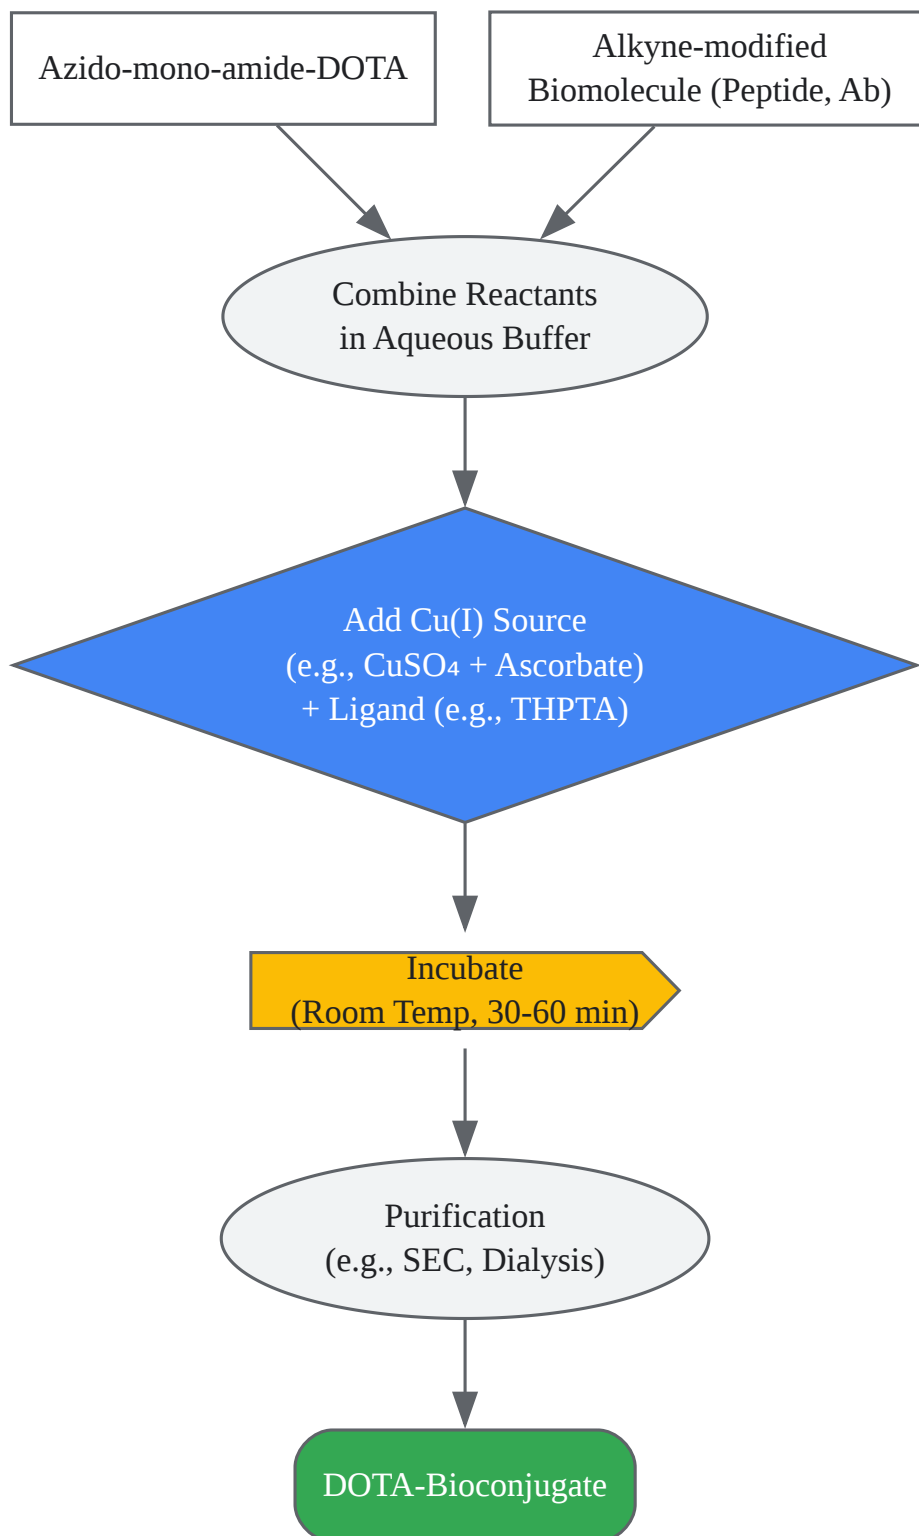 Azido-mono-amide-DOTA
Alkyne-modified
Biomolecule (Peptide, Ab)
Combine Reactants
in Aqueous Buffer
Add Cu(I) Source
(e.g., CuSO₄ + Ascorbate)
+ Ligand (e.g., THPTA)
Incubate
(Room Temp, 30-60 min)
Purification
(e.g., SEC, Dialysis)
DOTA-Bioconjugate